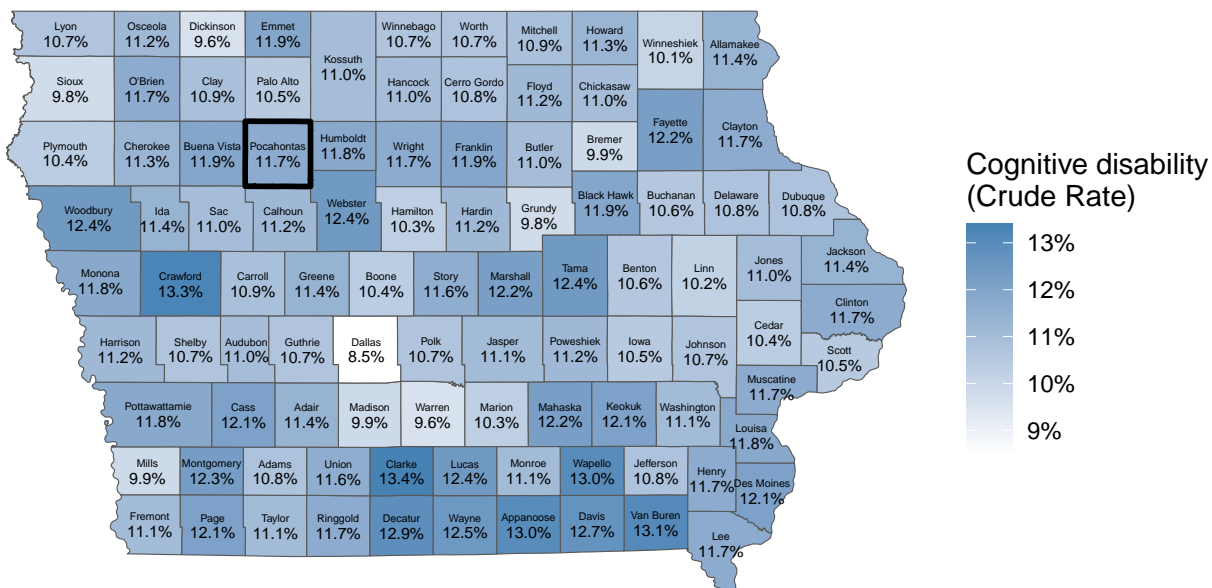 Lyon
10.7%
Osceola
11.2%
Dickinson
9.6%
Emmet
11.9%
Kossuth
11.0%
Winnebago
10.7%
Worth
10.7%
Mitchell
10.9%
Howard
11.3%
Winneshiek
10.1%
Allamakee
11.4%
Sioux
9.8%
O'Brien
11.7%
Clay
10.9%
Palo Alto
10.5%
Hancock
11.0%
Cerro Gordo
10.8%
Floyd
11.2%
Chickasaw
11.0%
Fayette
12.2%
Clayton
11.7%
Plymouth
10.4%
Cherokee
11.3%
Buena Vista
11.9%
Pocahontas
11.7%
Humboldt
11.8%
Wright
11.7%
Franklin
11.9%
Butler
11.0%
Bremer
9.9%
Woodbury
12.4%
Ida
11.4%
Sac
11.0%
Calhoun
11.2%
Webster
12.4%
Hamilton
10.3%
Hardin
11.2%
Grundy
9.8%
Black Hawk
11.9%
Buchanan
10.6%
Delaware
10.8%
Dubuque
10.8%
Monona
11.8%
Crawford
13.3%
Carroll
10.9%
Greene
11.4%
Boone
10.4%
Story
11.6%
Marshall
12.2%
Tama
12.4%
Benton
10.6%
Linn
10.2%
Jones
11.0%
Jackson
11.4%
Clinton
11.7%
Harrison
11.2%
Shelby
10.7%
Audubon
11.0%
Guthrie
10.7%
Dallas
8.5%
Polk
10.7%
Jasper
11.1%
Poweshiek
11.2%
Iowa
10.5%
Johnson
10.7%
Cedar
10.4%
Scott
10.5%
Muscatine
11.7%
Pottawattamie
11.8%
Cass
12.1%
Adair
11.4%
Madison
9.9%
Warren
9.6%
Marion
10.3%
Mahaska
12.2%
Keokuk
12.1%
Washington
11.1%
Louisa
11.8%
Mills
9.9%
Montgomery
12.3%
Adams
10.8%
Union
11.6%
Clarke
13.4%
Lucas
12.4%
Monroe
11.1%
Wapello
13.0%
Jefferson
10.8%
Henry
11.7%
Des Moines
12.1%
Fremont
11.1%
Page
12.1%
Taylor
11.1%
Ringgold
11.7%
Decatur
12.9%
Wayne
12.5%
Appanoose
13.0%
Davis
12.7%
Van Buren
13.1%
Lee
11.7%
Cognitive disability
(Crude Rate)
13%
12%
11%
10%
9%